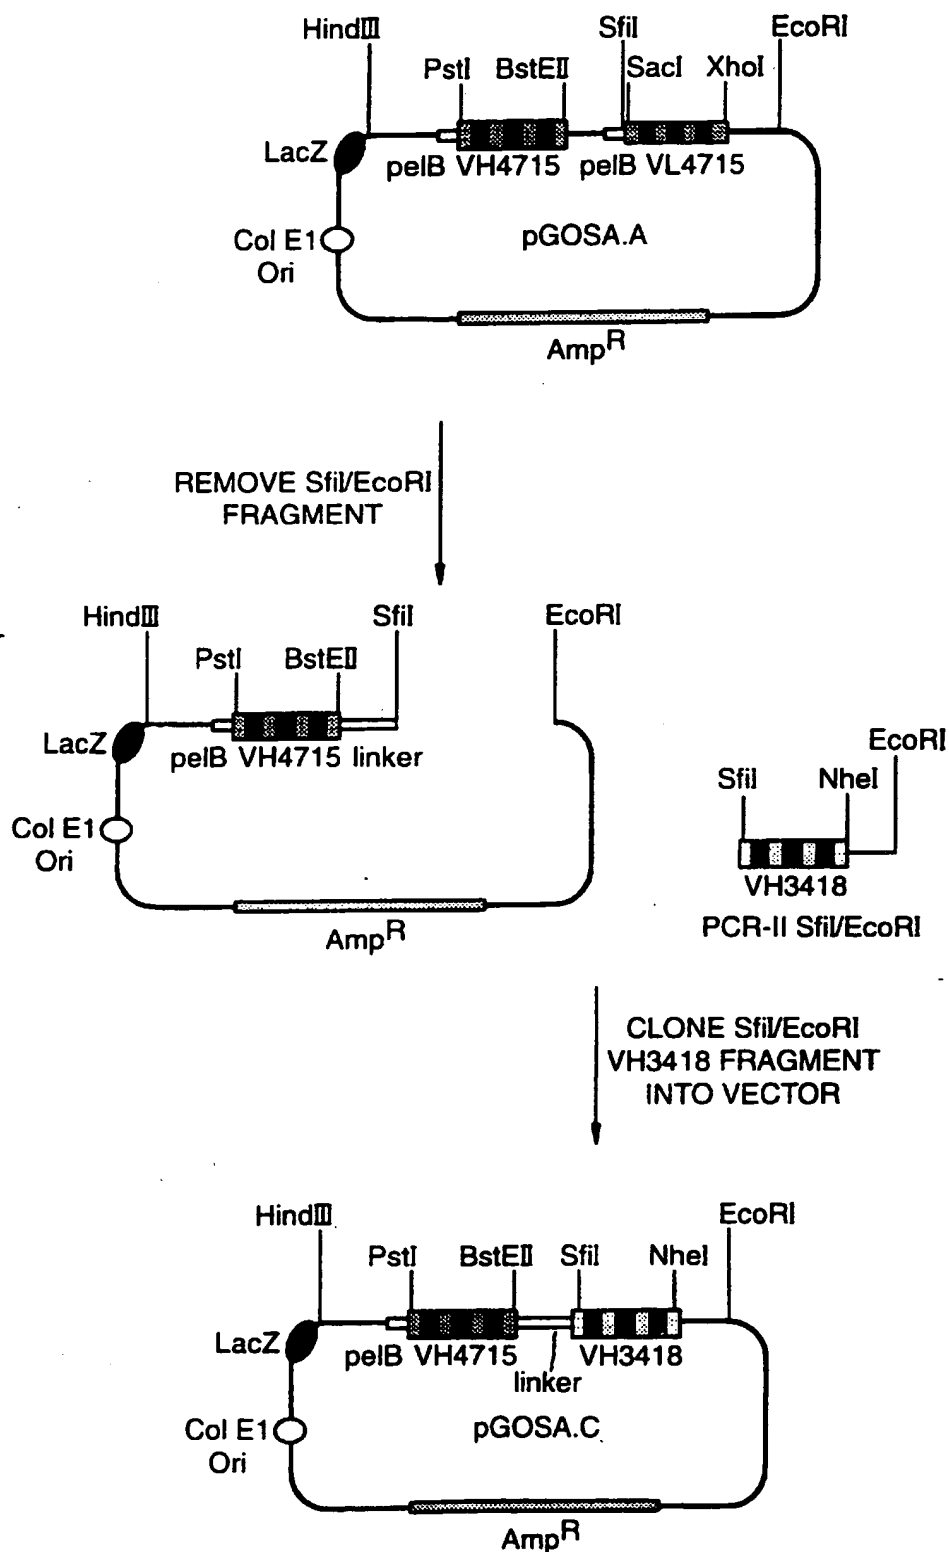 HindIII
SfiI
EcoRI
PstI
BstEII
SacI
XhoI
LacZ
pelB VH4715
pelB VL4715
Col E1
Ori
pGOSA.A
AmpR
REMOVE SfiI/EcoRI
FRAGMENT
HindIII
SfiI
EcoRI
PstI
BstEII
LacZ
pelB VH4715 linker
Col E1
Ori
AmpR
EcoRI
SfiI
NheI
VH3418
PCR-II SfiI/EcoRI
CLONE SfiI/EcoRI
VH3418 FRAGMENT
INTO VECTOR
HindIII
EcoRI
PstI
BstEII
SfiI
NheI
LacZ
pelB VH4715
linker
VH3418
Col E1
Ori
pGOSA.C
AmpR